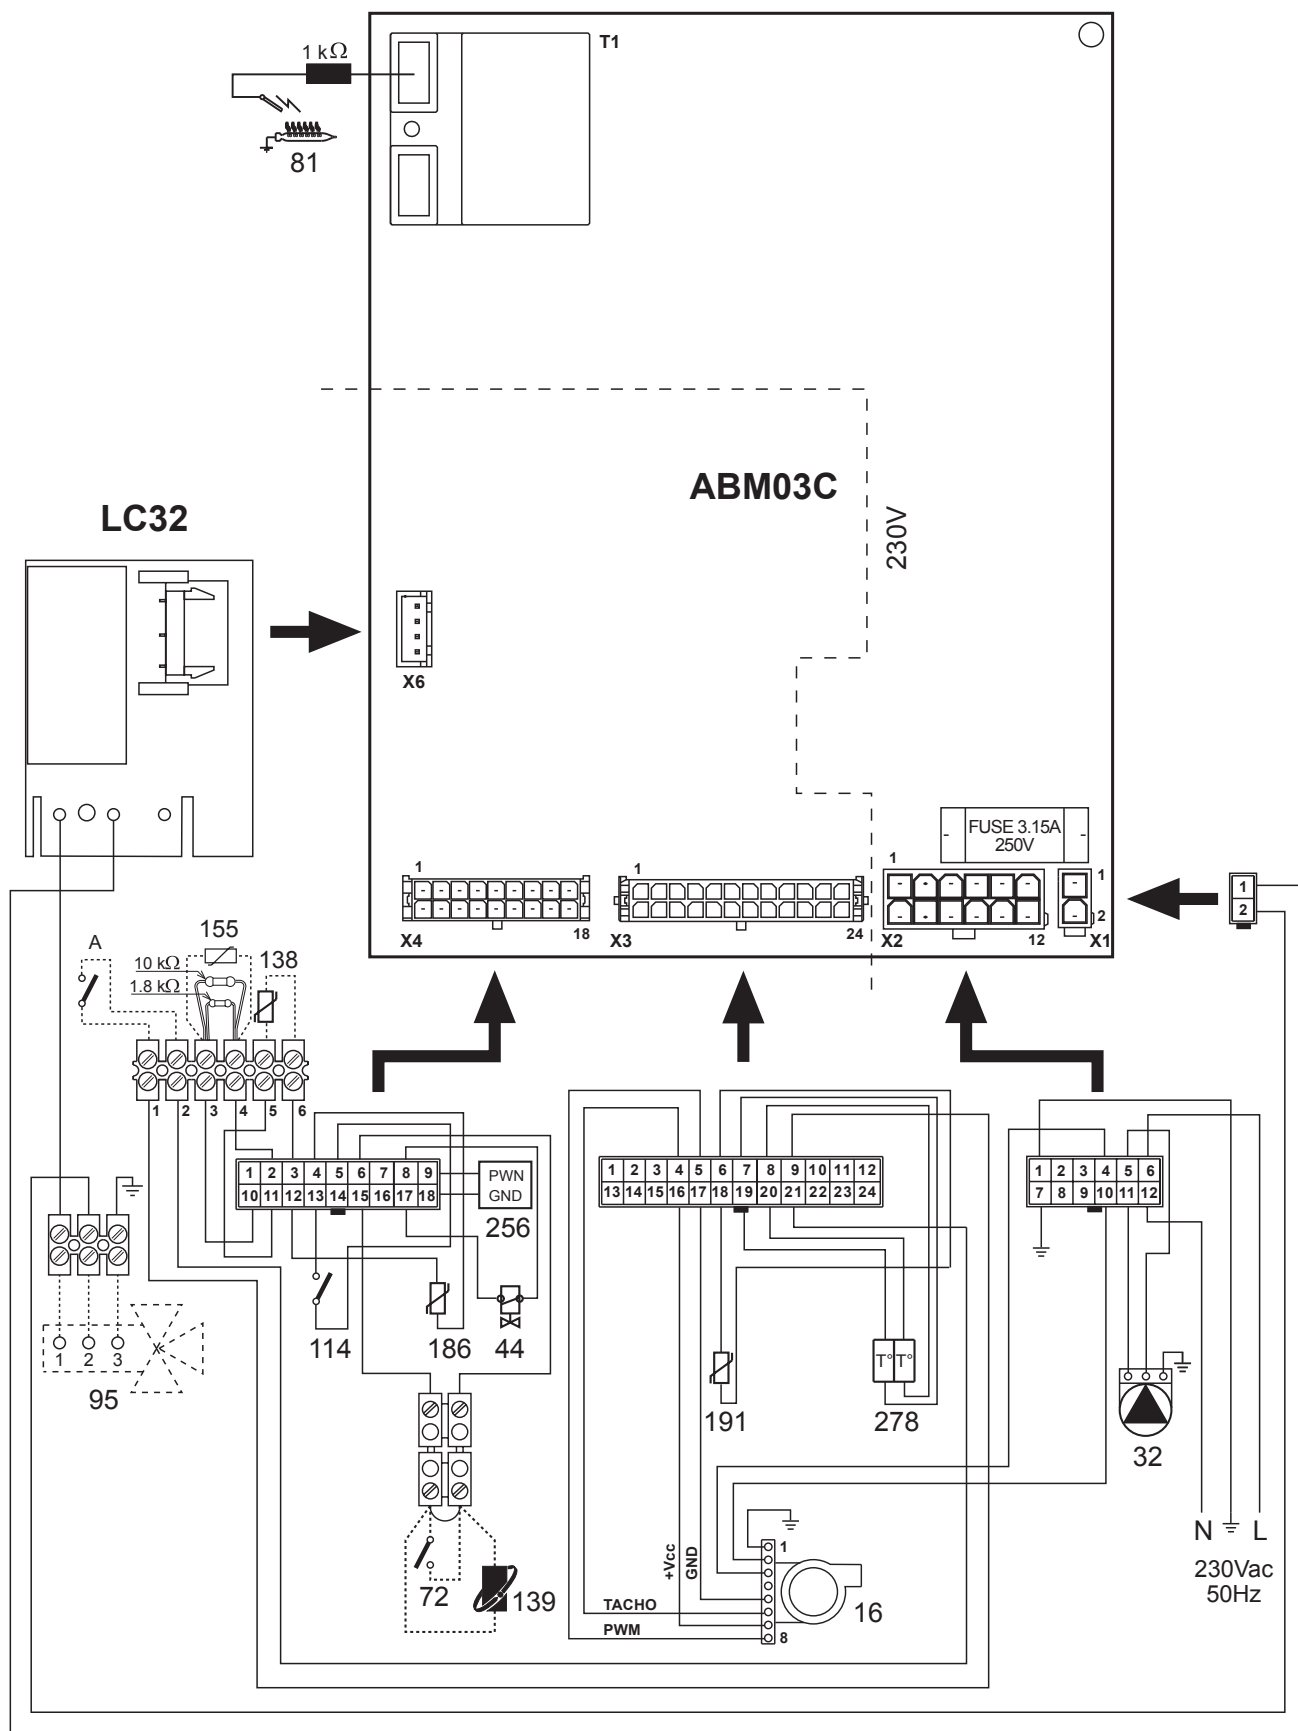 1 kΩ
T1
81
ABM03C
LC32
230V
X6
FUSE 3.15A
250V
1
1
1
1
2
X4
18
X3
24
X2
12
X1
1
2
A
155
10 kΩ
1.8 kΩ
138
1 2 3 4 5 6
1 2 3 4 5 6 7 8 9
10 11 12 13 14 15 16 17 18
PWN
GND
256
1 2 3 4 5 6 7 8 9 10 11 12
13 14 15 16 17 18 19 20 21 22 23 24
1 2 3 4 5 6
7 8 9 10 11 12
114
186
44
1 2 3
95
191
T° T°
278
32
N L
230Vac
50Hz
72
139
+Vcc
GND
TACHO
PWM
1
8
16